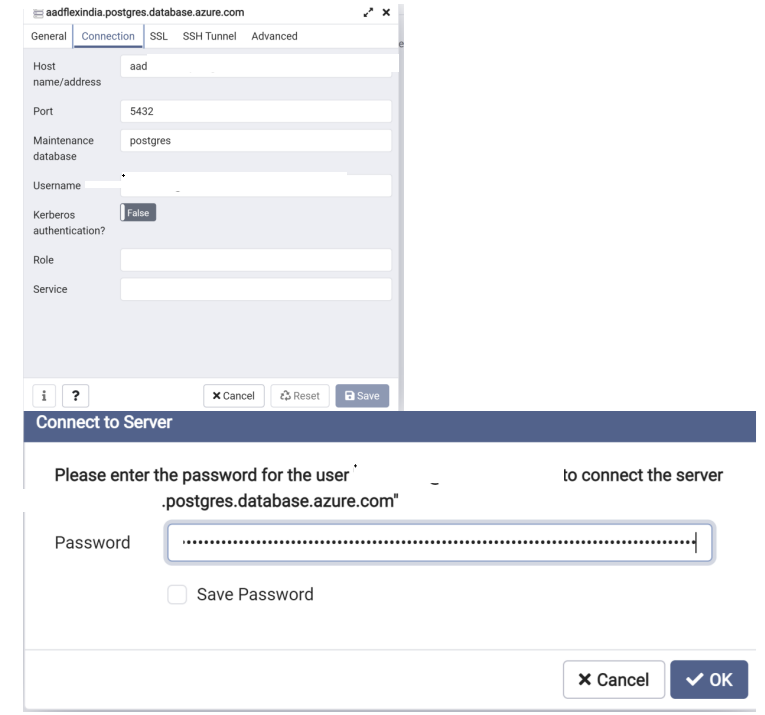 aadflexindia.postgres.database.azure.com
General Connection SSL SSH Tunnel Advanced
Host
name/address
aad
Port
5432
Maintenance
database
postgres
Username
Kerberos
authentication?
False
Role
Service
i ? Cancel Reset Save
Connect to Server
Please enter the password for the user to connect the server
.postgres.database.azure.com"
Password
Save Password
Cancel OK